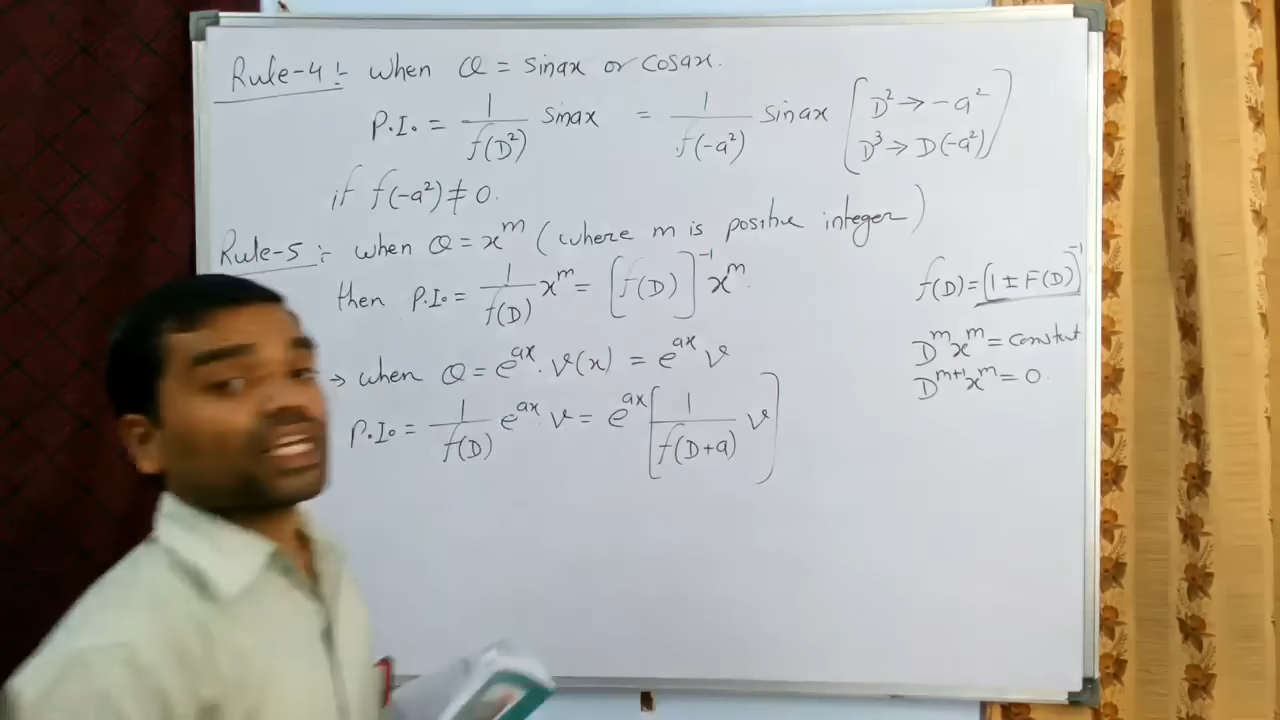 Rule-4 :- when Q = sinax or cosax.
P.I. = 1/f(D²) sinax = 1/f(-a²) sinax [D² → -a²
D³ → D(-a²)]
if f(-a²) ≠ 0.
Rule-5 :- when Q = x^m (where m is positive integer)
then P.I. = 1/f(D) x^m = [f(D)]^-1 x^m.
f(D) = (1 ± F(D))^-1
D^m x^m = constant
D^m+1 x^m = 0.
→ when Q = e^ax. v(x) = e^ax v
P.I. = 1/f(D) e^ax. v = e^ax [1/f(D+a) v]